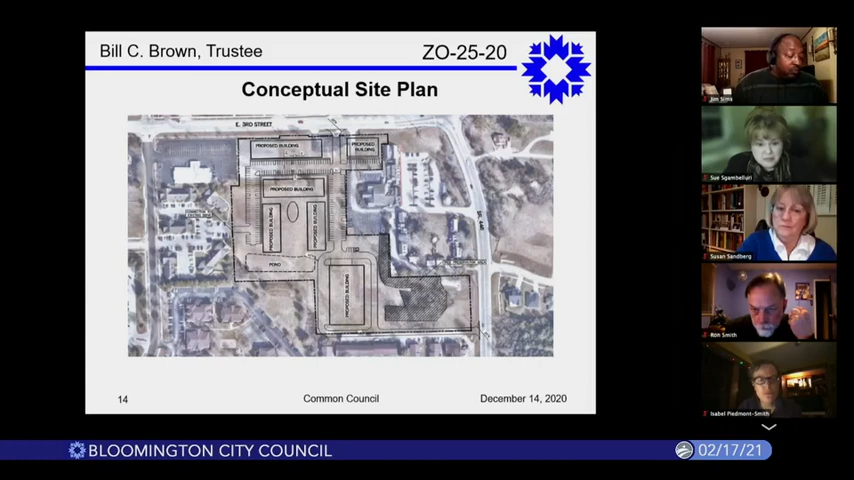 Bill C. Brown, Trustee
ZO-25-20
Conceptual Site Plan
E. 3RD STREET
PROPOSED BUILDING
PROPOSED
BUILDING
PROPOSED BUILDING
PROPOSED BUILDING
PROPOSED BUILDING
POND
PROPOSED BUILDING
14
Common Council
December 14, 2020
Jim Sims
Sue Sgambelluri
Susan Sandberg
Ron Smith
Isabel Piedmont-Smith
BLOOMINGTON CITY COUNCIL
02/17/21